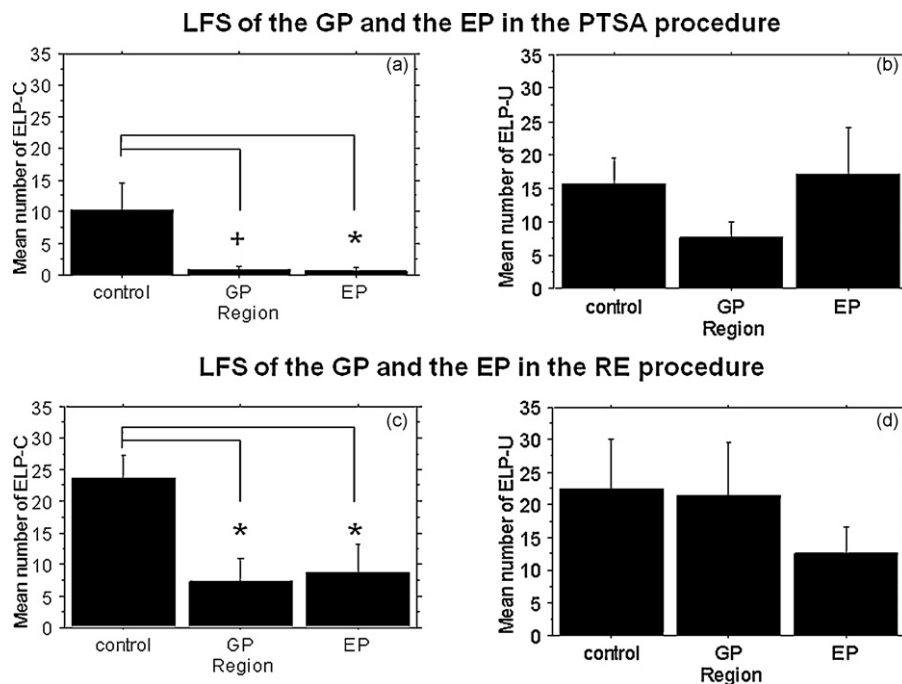 LFS of the GP and the EP in the PTSA procedure
(a)
Mean number of ELP-C
35
30
25
20
15
10
5
0
+
*
control GP EP
Region
(b)
Mean number of ELP-U
35
30
25
20
15
10
5
0
control GP EP
Region
LFS of the GP and the EP in the RE procedure
(c)
Mean number of ELP-C
35
30
25
20
15
10
5
0
* *
control GP EP
Region
(d)
Mean number of ELP-U
35
30
25
20
15
10
5
0
control GP EP
Region